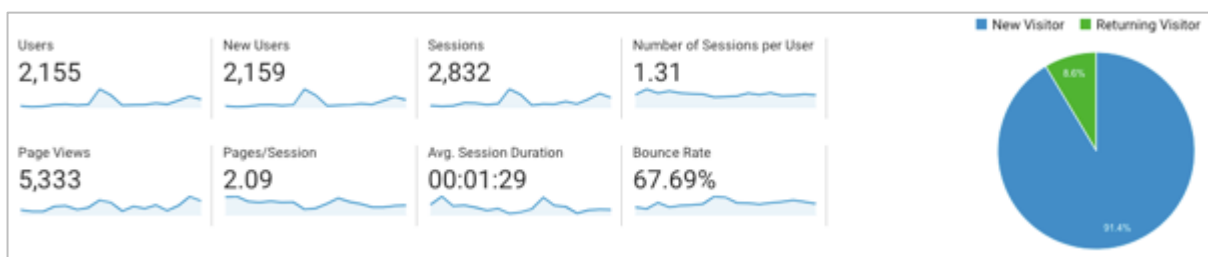 New Visitor Returning Visitor
Users New Users Sessions Number of Sessions per User
2,155 2,159 2,832 1.31
Page Views Pages/Session Avg. Session Duration Bounce Rate
5,333 2.09 00:01:29 67.69%
8.6%
91.4%